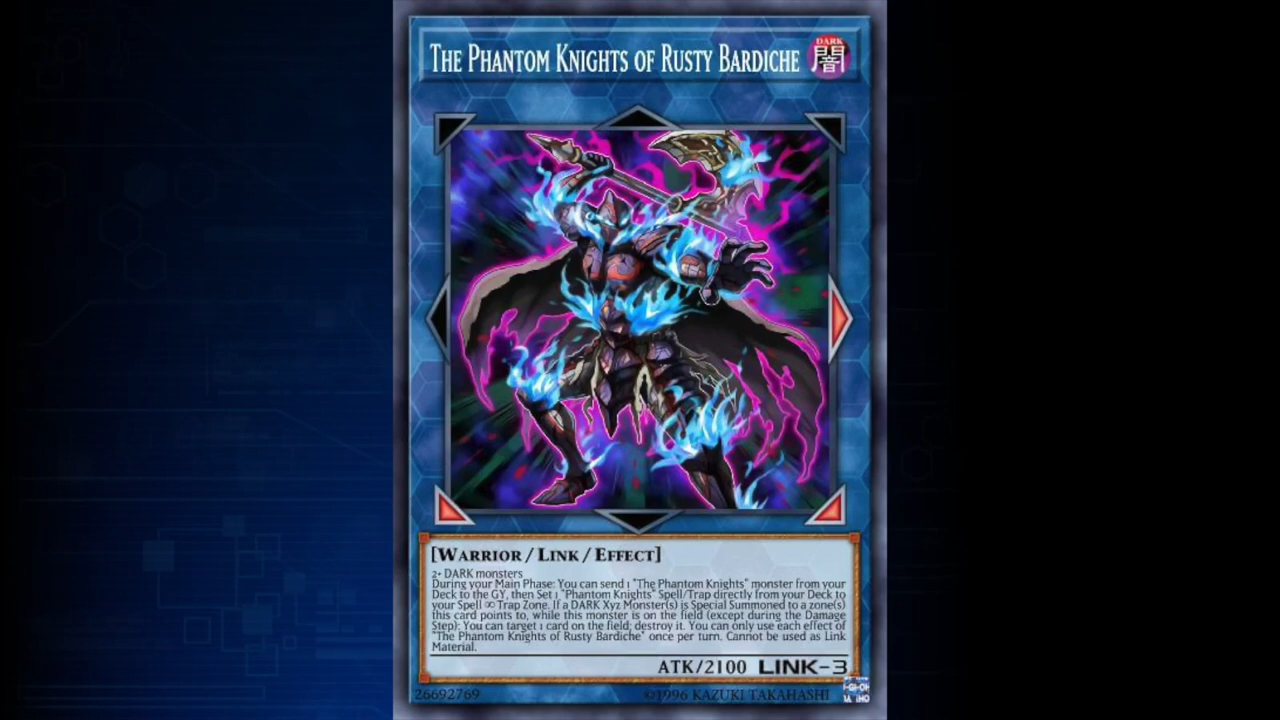 THE PHANTOM KNIGHTS OF RUSTY BARDICHE
DARK
闇
[WARRIOR / LINK / EFFECT]
2+ DARK monsters
During your Main Phase: You can send 1 "The Phantom Knights" monster from your
Deck to the GY, then Set 1 "Phantom Knights" Spell/Trap directly from your Deck to
your Spell ∞ Trap Zone. If a DARK Xyz Monster(s) is Special Summoned to a zone(s)
this card points to, while this monster is on the field (except during the Damage
Step): You can target 1 card on the field; destroy it. You can only use each effect of
"The Phantom Knights of Rusty Bardiche" once per turn. Cannot be used as Link
Material.
ATK/2100 LINK-3
26692769
©1996 KAZUKI TAKAHASHI